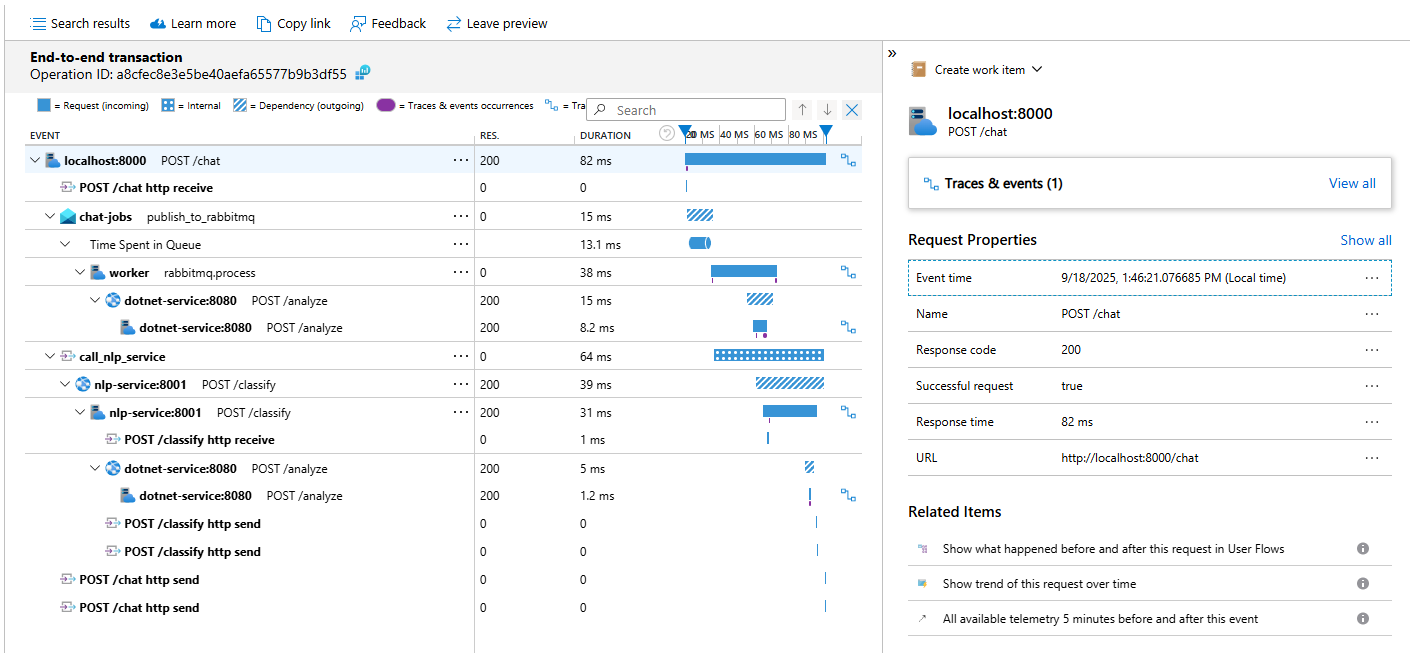 Search results Learn more Copy link Feedback Leave preview
End-to-end transaction
Operation ID: a8cfec8e3e5be40aefa65577b9b3df55
= Request (incoming) = Internal = Dependency (outgoing) = Traces & events occurrences = Tra Search
EVENT RES. DURATION 20 MS 40 MS 60 MS 80 MS
localhost:8000 POST /chat ... 200 82 ms
POST /chat http receive 0 0
chat-jobs publish_to_rabbitmq ... 0 15 ms
Time Spent in Queue ... 13.1 ms
worker rabbitmq.process ... 0 38 ms
dotnet-service:8080 POST /analyze 200 15 ms
dotnet-service:8080 POST /analyze 200 8.2 ms
call_nlp_service ... 0 64 ms
nlp-service:8001 POST /classify ... 200 39 ms
nlp-service:8001 POST /classify ... 200 31 ms
POST /classify http receive 0 1 ms
dotnet-service:8080 POST /analyze 200 5 ms
dotnet-service:8080 POST /analyze 200 1.2 ms
POST /classify http send 0 0
POST /classify http send 0 0
POST /chat http send 0 0
POST /chat http send 0 0
»
Create work item
localhost:8000
POST /chat
Traces & events (1) View all
Request Properties Show all
Event time 9/18/2025, 1:46:21.076685 PM (Local time) ...
Name POST /chat ...
Response code 200 ...
Successful request true ...
Response time 82 ms ...
URL http://localhost:8000/chat ...
Related Items
Show what happened before and after this request in User Flows
Show trend of this request over time
All available telemetry 5 minutes before and after this event